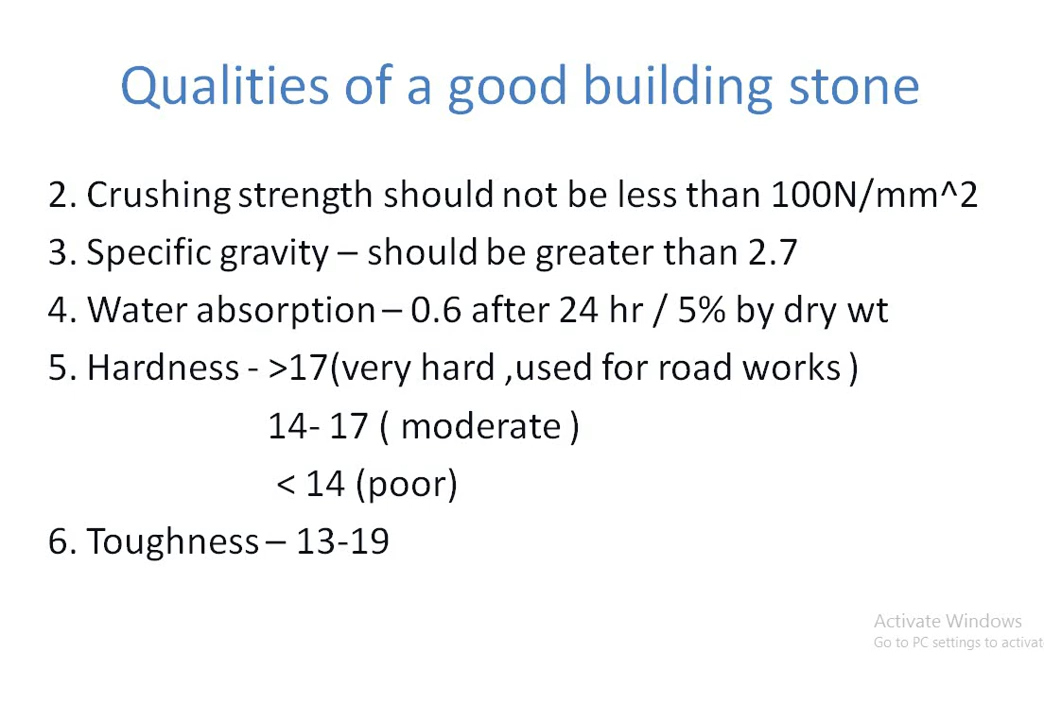 Qualities of a good building stone
2. Crushing strength should not be less than 100N/mm^2
3. Specific gravity – should be greater than 2.7
4. Water absorption – 0.6 after 24 hr / 5% by dry wt
5. Hardness - >17(very hard ,used for road works )
14- 17 ( moderate )
< 14 (poor)
6. Toughness – 13-19
Activate Windows
Go to PC settings to activat